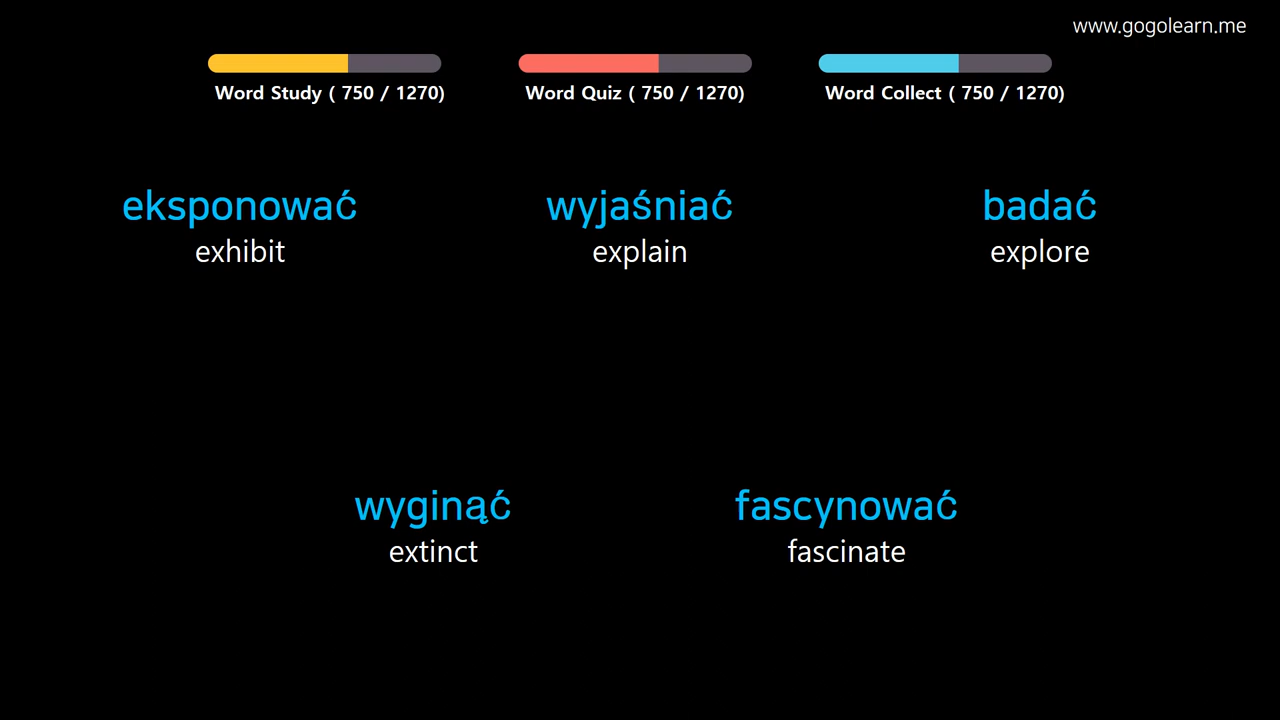 www.gogolearn.me
Word Study ( 750 / 1270)
Word Quiz ( 750 / 1270)
Word Collect ( 750 / 1270)
eksponować
exhibit
wyjaśniać
explain
badać
explore
wyginąć
extinct
fascynować
fascinate